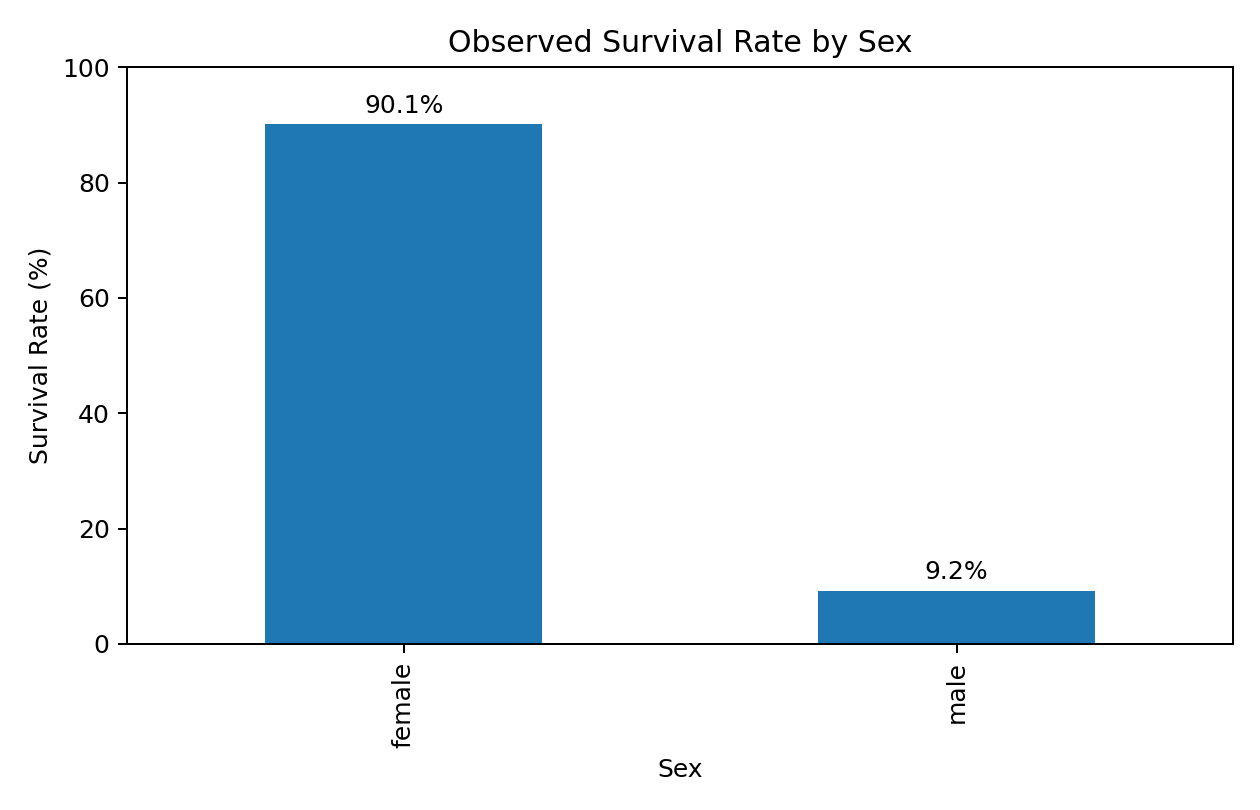 Observed Survival Rate by Sex
Survival Rate (%)
100
80
60
40
20
0
90.1%
9.2%
female
male
Sex